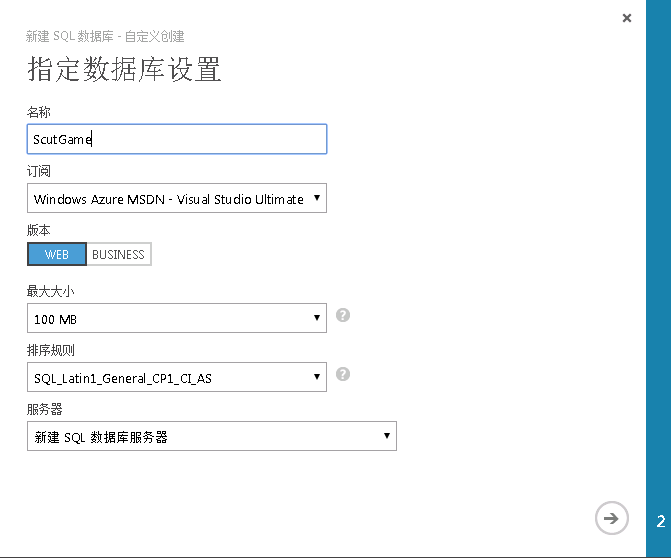 新建 SQL 数据库 - 自定义创建
指定数据库设置
名称
ScutGame
订阅
Windows Azure MSDN - Visual Studio Ultimate
版本
WEB BUSINESS
最大大小
100 MB
?
排序规则
SQL_Latin1_General_CP1_CI_AS
?
服务器
新建 SQL 数据库服务器
2